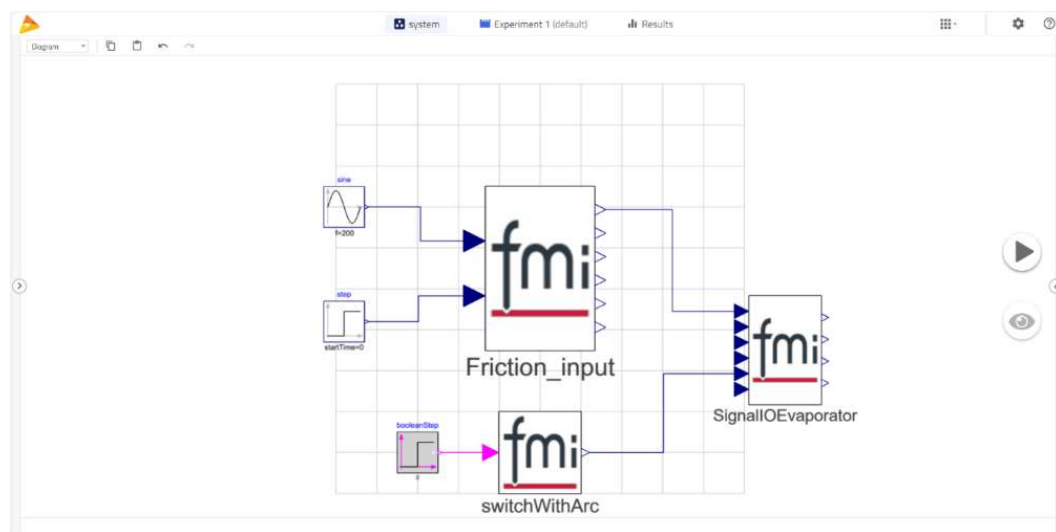 system
Experiment 1 (default)
Results
Diagram
sine
f=200
step
startTime=0
fmi
Friction_input
fmi
SignalIOEvaporator
booleanStep
fmi
switchWithArc